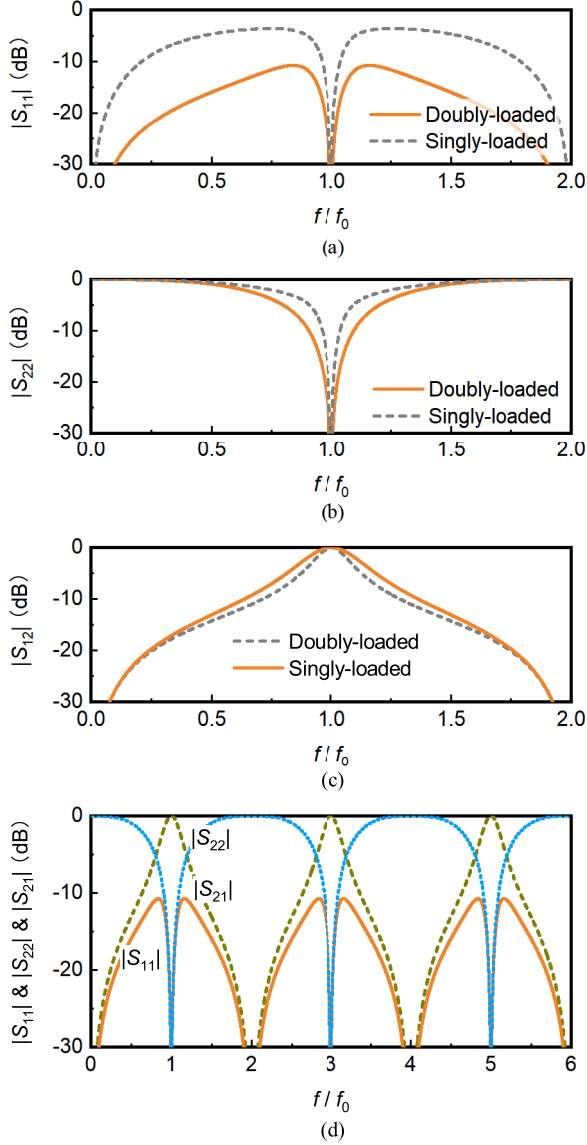 |S11| (dB)
0
-10
-20
-30
Doubly-loaded
Singly-loaded
0.0 0.5 1.0 1.5 2.0
f / f0
(a)
|S22| (dB)
0
-10
-20
-30
Doubly-loaded
Singly-loaded
0.0 0.5 1.0 1.5 2.0
f / f0
(b)
|S12| (dB)
0
-10
-20
-30
Doubly-loaded
Singly-loaded
0.0 0.5 1.0 1.5 2.0
f / f0
(c)
|S11| & |S22| & |S21| (dB)
0
-10
-20
-30
|S22|
|S21|
|S11|
0 1 2 3 4 5 6
f / f0
(d)